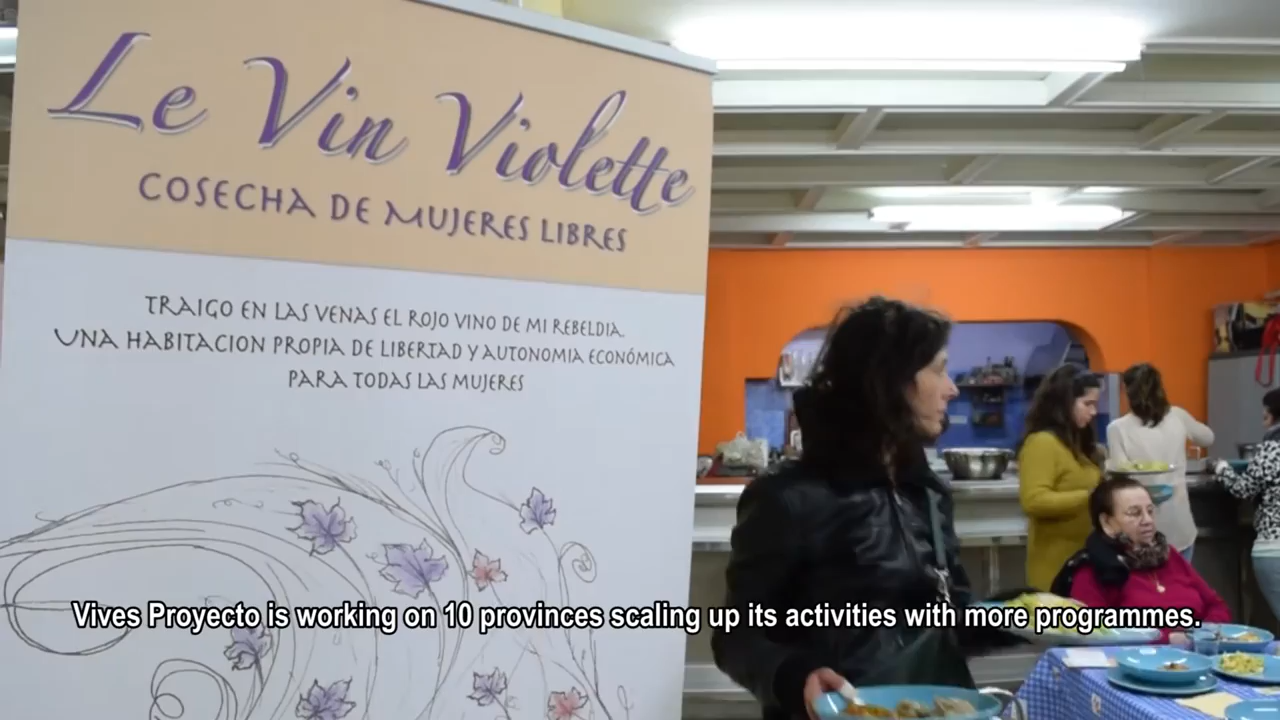 Le Vin Violette
COSECHA DE MUJERES LIBRES
TRAIGO EN LAS VENAS EL ROJO VINO DE MI REBELDIA.
UNA HABITACION PROPIA DE LIBERTAD Y AUTONOMIA ECONÓMICA
PARA TODAS LAS MUJERES
Vives Proyecto is working on 10 provinces scaling up its activities with more programmes.